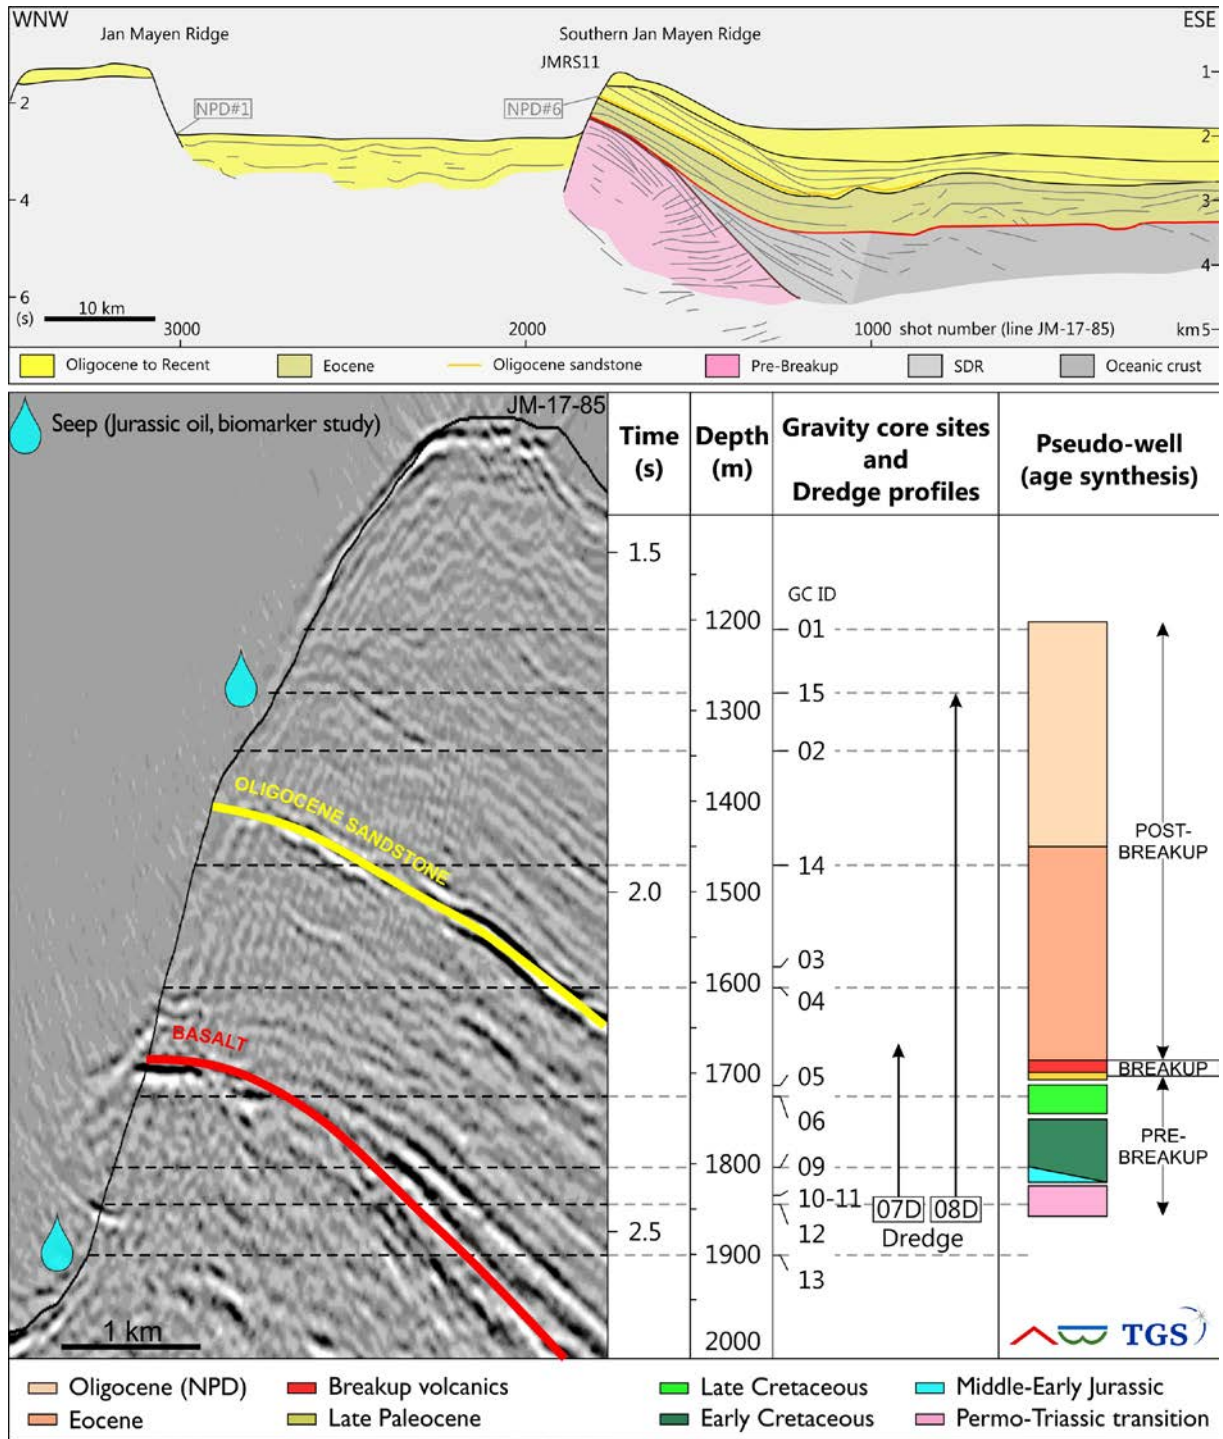 WNW
ESE
Jan Mayen Ridge
Southern Jan Mayen Ridge
JMRS11
1
2
NPD#1
NPD#6
2
4
3
4
6
(s)
10 km
3000
2000
1000
shot number (line JM-17-85)
km 5
Oligocene to Recent
Eocene
Oligocene sandstone
Pre-Breakup
SDR
Oceanic crust
JM-17-85
Seep (Jurassic oil, biomarker study)
Time
(s)
Depth
(m)
Gravity core sites
and
Dredge profiles
Pseudo-well
(age synthesis)
1.5
GC ID
1200
01
15
1300
02
OLIGOCENE SANDSTONE
1400
POST-
BREAKUP
14
2.0
1500
03
1600
04
BASALT
1700
05
BREAKUP
06
PRE-
BREAKUP
1800
09
10-11
07D
08D
2.5
12
Dredge
1900
13
1 km
2000
TGS
Oligocene (NPD)
Breakup volcanics
Late Cretaceous
Middle-Early Jurassic
Eocene
Late Paleocene
Early Cretaceous
Permo-Triassic transition